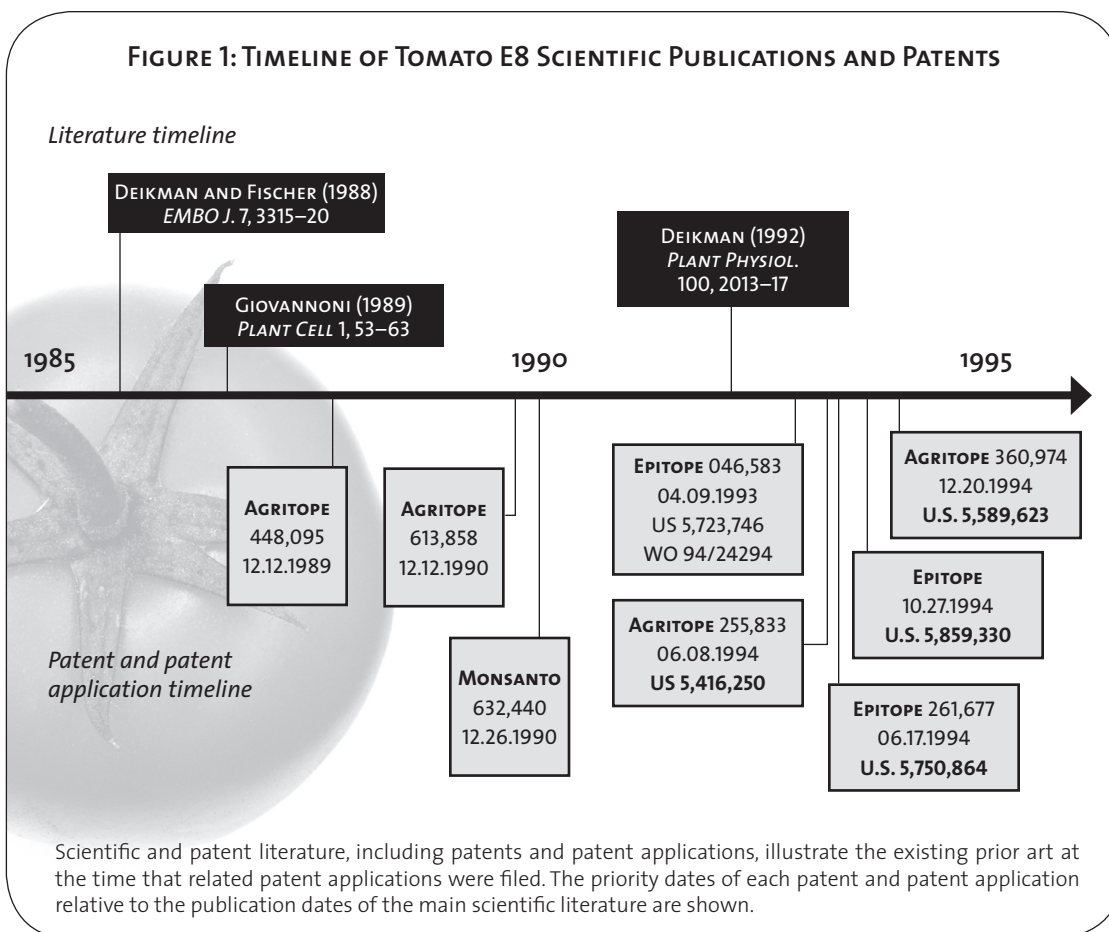 FIGURE 1: TIMELINE OF TOMATO E8 SCIENTIFIC PUBLICATIONS AND PATENTS
Literature timeline
DEIKMAN AND FISCHER (1988)
EMBO J. 7, 3315–20
GIOVANNONI (1989)
PLANT CELL 1, 53–63
DEIKMAN (1992)
PLANT PHYSIOL.
100, 2013–17
1985
1990
1995
AGRITOPE
448,095
12.12.1989
AGRITOPE
613,858
12.12.1990
MONSANTO
632,440
12.26.1990
EPITOPE 046,583
04.09.1993
US 5,723,746
WO 94/24294
AGRITOPE 255,833
06.08.1994
US 5,416,250
EPITOPE 261,677
06.17.1994
U.S. 5,750,864
EPITOPE
10.27.1994
U.S. 5,859,330
AGRITOPE 360,974
12.20.1994
U.S. 5,589,623
Patent and patent
application timeline
Scientific and patent literature, including patents and patent applications, illustrate the existing prior art at
the time that related patent applications were filed. The priority dates of each patent and patent application
relative to the publication dates of the main scientific literature are shown.